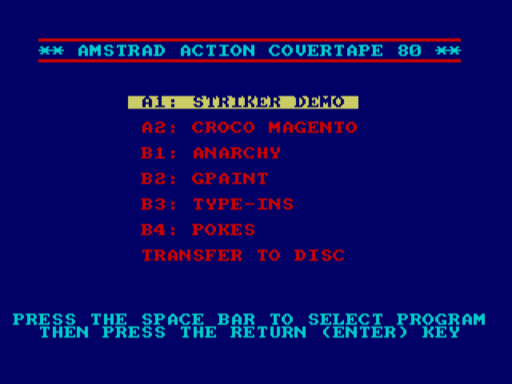 ** AMSTRAD ACTION COVERTAPE 80 **
A1: STRIKER DEMO
A2: CROCO MAGENTO
B1: ANARCHY
B2: GPAINT
B3: TYPE-INS
B4: POKES
TRANSFER TO DISC
PRESS THE SPACE BAR TO SELECT PROGRAM
THEN PRESS THE RETURN (ENTER) KEY